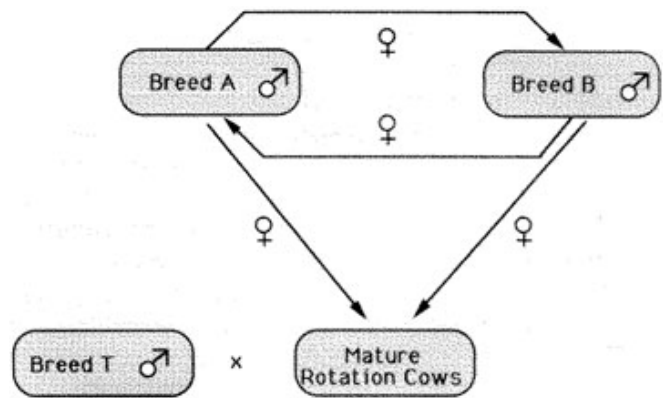 Breed A ♂
Breed B ♂
♀
♀
♀
♀
Breed T ♂
x
Mature
Rotation Cows